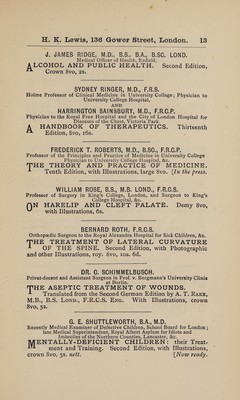 H. K. Lewis, 136 Gower Street, London. 13
J. JAMES RIDGE, M.D., B.S., B.A., B.SC. LOND.
Medical Officer of Health, Enfield.
ALCOHOL AND PUBLIC HEALTH. Second Edition,
Crown 8vo, 2s.
SYDNEY RINGER, M.D., F.R.S.
Holme Professor of Clinical Medicine in University College; Physician to
University College Hospital,
AND
HARRINGTON SAINSBURY, M.D., F.R.C.P.
Physician to the Royal Free Hospital and the City of London Hospital for
Diseases of the Chest, Victoria Park.
A HANDBOOK OF THERAPEUTICS. Thirteenth
Edition, 8vo, 16s.
FREDERICK T. ROBERTS, M.D., B.SC., F.R.C.P.
Professor of the Principles and Practice of Medicine in University College
Physician to University College Hospital, &c.
THE THEORY AND PRACTICE OF MEDICINE.
Tenth Edition, with Illustrations, large 8vo. [In the press.
WILLIAM ROSE, B.S., M.B. LOND., F.R.C.S.
Professor of Surgery in King's College, London, and Surgeon to King's
College Hospital, &c.
ON HARELIP AND CLEFT PALATE. Demy 8vo,
with Illustrations, 6s.
BERNARD ROTH, F.R.C.S.
Orthopædic Surgeon to the Royal Alexandra Hospital for Sick Children, &c.
THE TREATMENT OF LATERAL CURVATURE
OF THE SPINE. Second Edition, with Photographic
and other Illustrations, roy. 8vo, 10s. 6d.
DR. C. SCHIMMELBUSCH.
Privat-docent and Assistant Surgeon in Prof. v. Bergmann's University Clinic
at Berlin.
THE ASEPTIC TREATMENT OF WOUNDS.
Translated from the Second German Edition by A. T. RAKE,
M.B., B.S. LOND., F.R.C.S. ENG. With Illustrations, crown
8vo, 5s.
G. E. SHUTTLEWORTH, B.A., M.D.
Recently Medical Examiner of Defective Children, School Board for London;
late Medical Superintendent, Royal Albert Asylum for Idiots and
Imbeciles of the Northern Counties, Lancaster, &c.
MENTALLY-DEFICIENT CHILDREN: their Treat-
ment and Training. Second Edition, with Illustrations,
crown 8vo, 5s. nett. [Now ready.